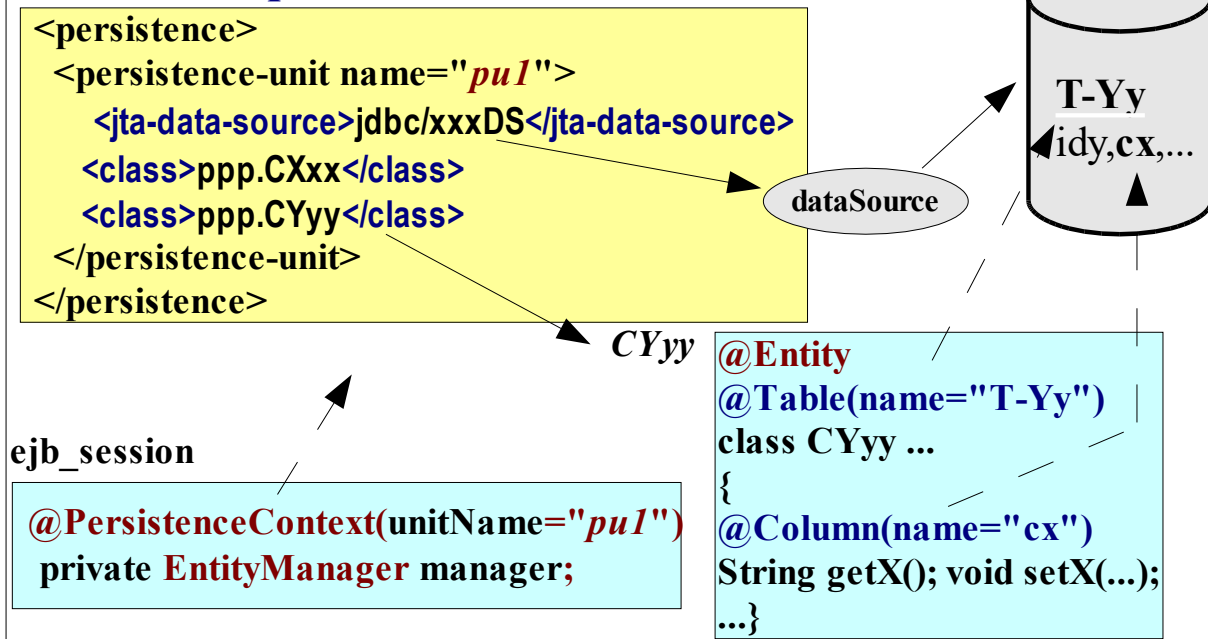 <persistence>
<persistence-unit name="pu1">
<jta-data-source>jdbc/xxxDS</jta-data-source>
<class>ppp.CXxx</class>
<class>ppp.CYyy</class>
</persistence-unit>
</persistence>
dataSource
T-Yy
idy,cx,...
CYyy
@Entity
@Table(name="T-Yy")
class CYyy ...
{
@Column(name="cx")
String getX(); void setX(...);
...}
ejb_session
@PersistenceContext(unitName="pu1")
private EntityManager manager;